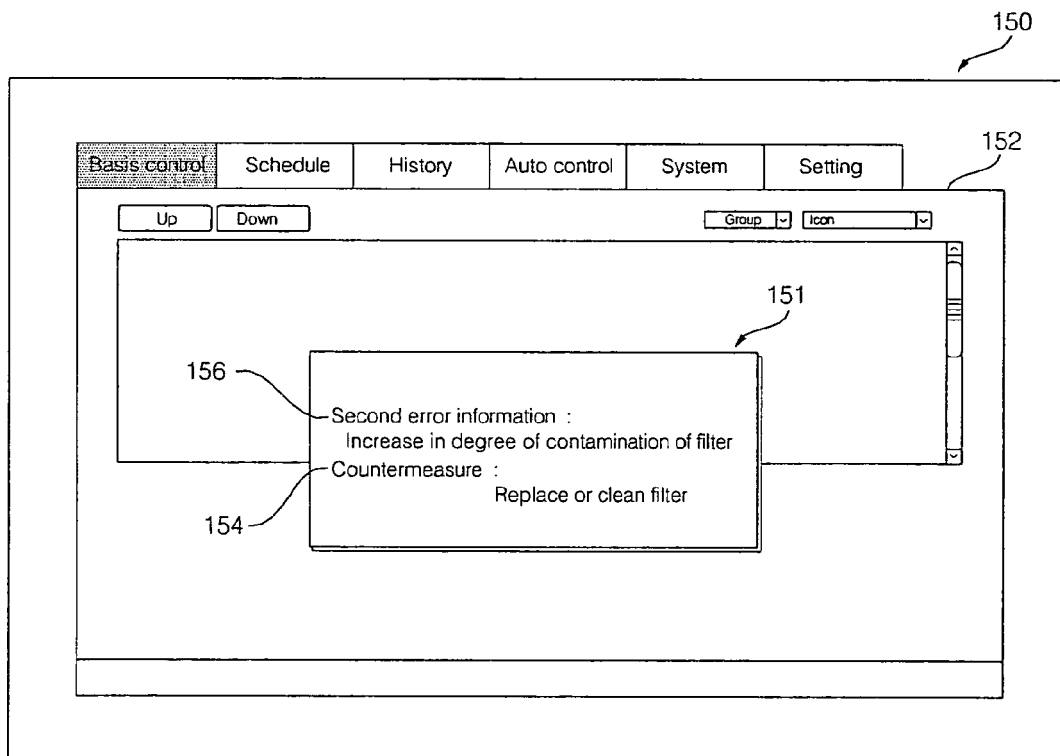 150
152
Basis control Schedule History Auto control System Setting
Up Down Group Icon
151
156
Second error information :
Increase in degree of contamination of filter
Countermeasure :
Replace or clean filter
154